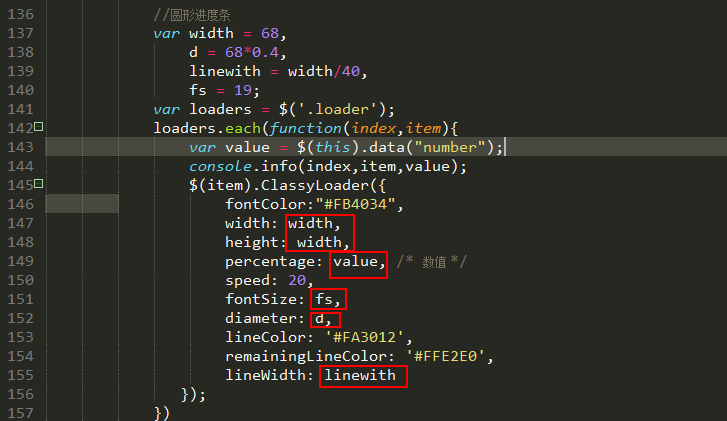 136 //圆形进度条
137 var width = 68,
138 d = 68*0.4,
139 linewith = width/40,
140 fs = 19;
141 var loaders = $('.loader');
142 loaders.each(function(index,item){
143 var value = $(this).data("number");
144 console.info(index,item,value);
145 $(item).ClassyLoader({
146 fontColor:"#FB4034",
147 width: width,
148 height: width,
149 percentage: value, /* 数值 */
150 speed: 20,
151 fontSize: fs,
152 diameter: d,
153 lineColor: '#FA3012',
154 remainingLineColor: '#FFE2E0',
155 lineWidth: linewith
156 });
157 })